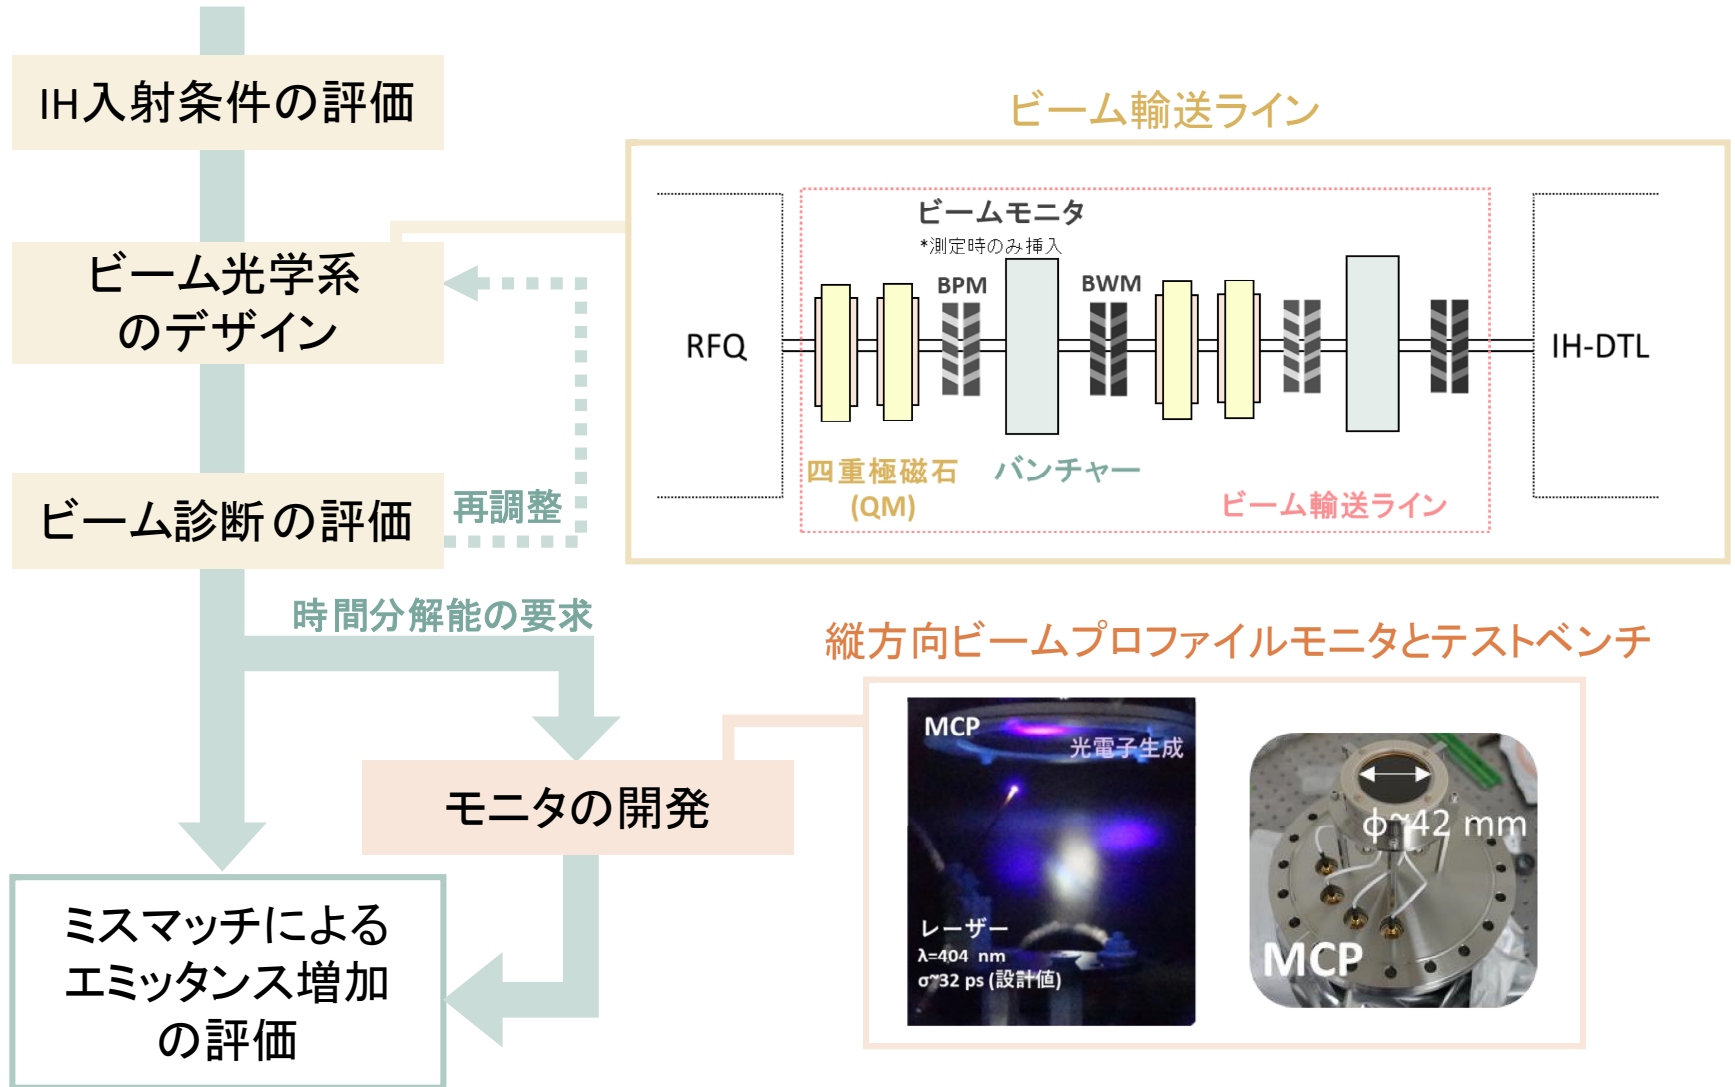 IH入射条件の評価
ビーム光学系
のデザイン
ビーム診断の評価
再調整
時間分解能の要求
モニタの開発
ミスマッチによる
エミッタンス増加
の評価
ビーム輸送ライン
ビームモニタ
*測定時のみ挿入
BPM
BWM
RFQ
IH-DTL
四重極磁石
(QM)
バンチャー
ビーム輸送ライン
縦方向ビームプロファイルモニタとテストベンチ
MCP
光電子生成
レーザー
λ=404 nm
σ~32 ps (設計値)
ϕ~42 mm
MCP